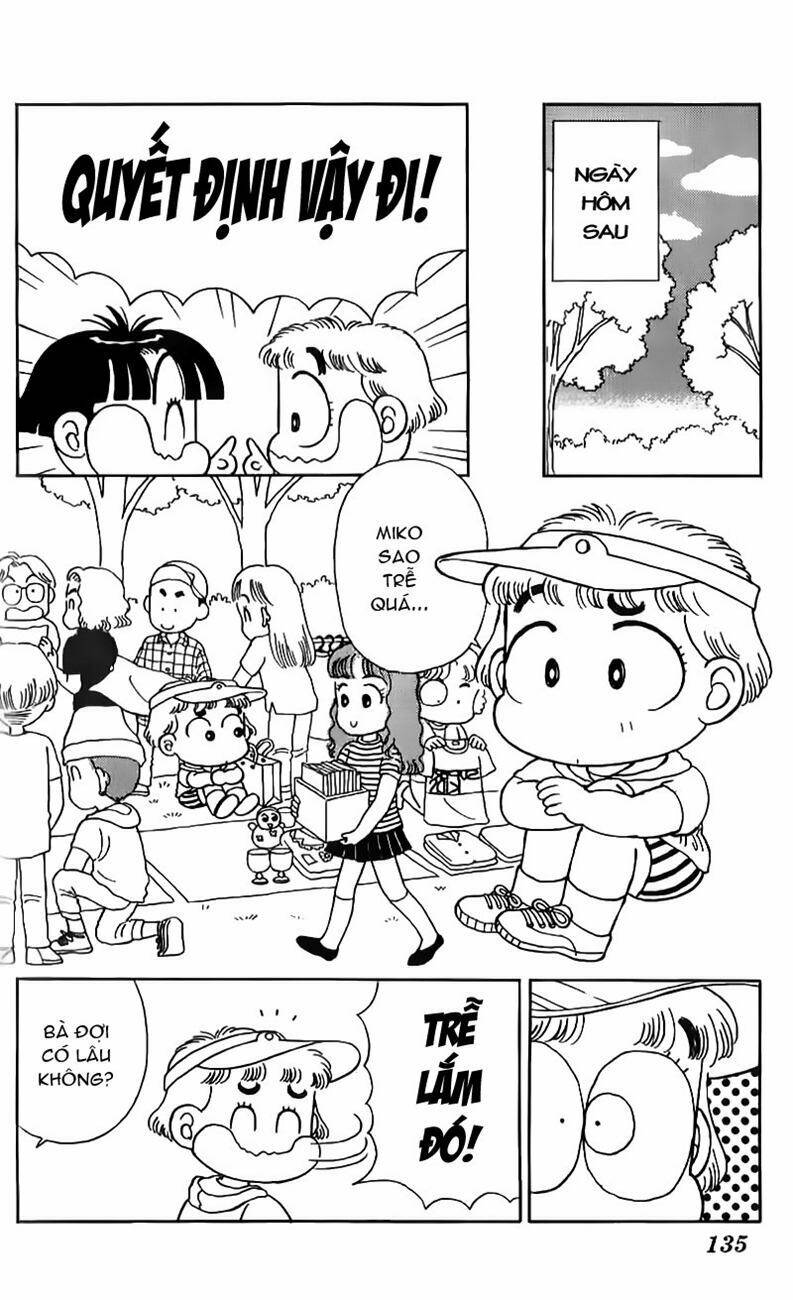 QUYẾT ĐỊNH VẬY ĐI!
NGÀY
HÔM
SAU
MIKO
SAO
TRỄ
QUÁ...
BÀ ĐỢI
CÓ LÂU
KHÔNG?
TRỄ
LẮM
ĐÓ!
135